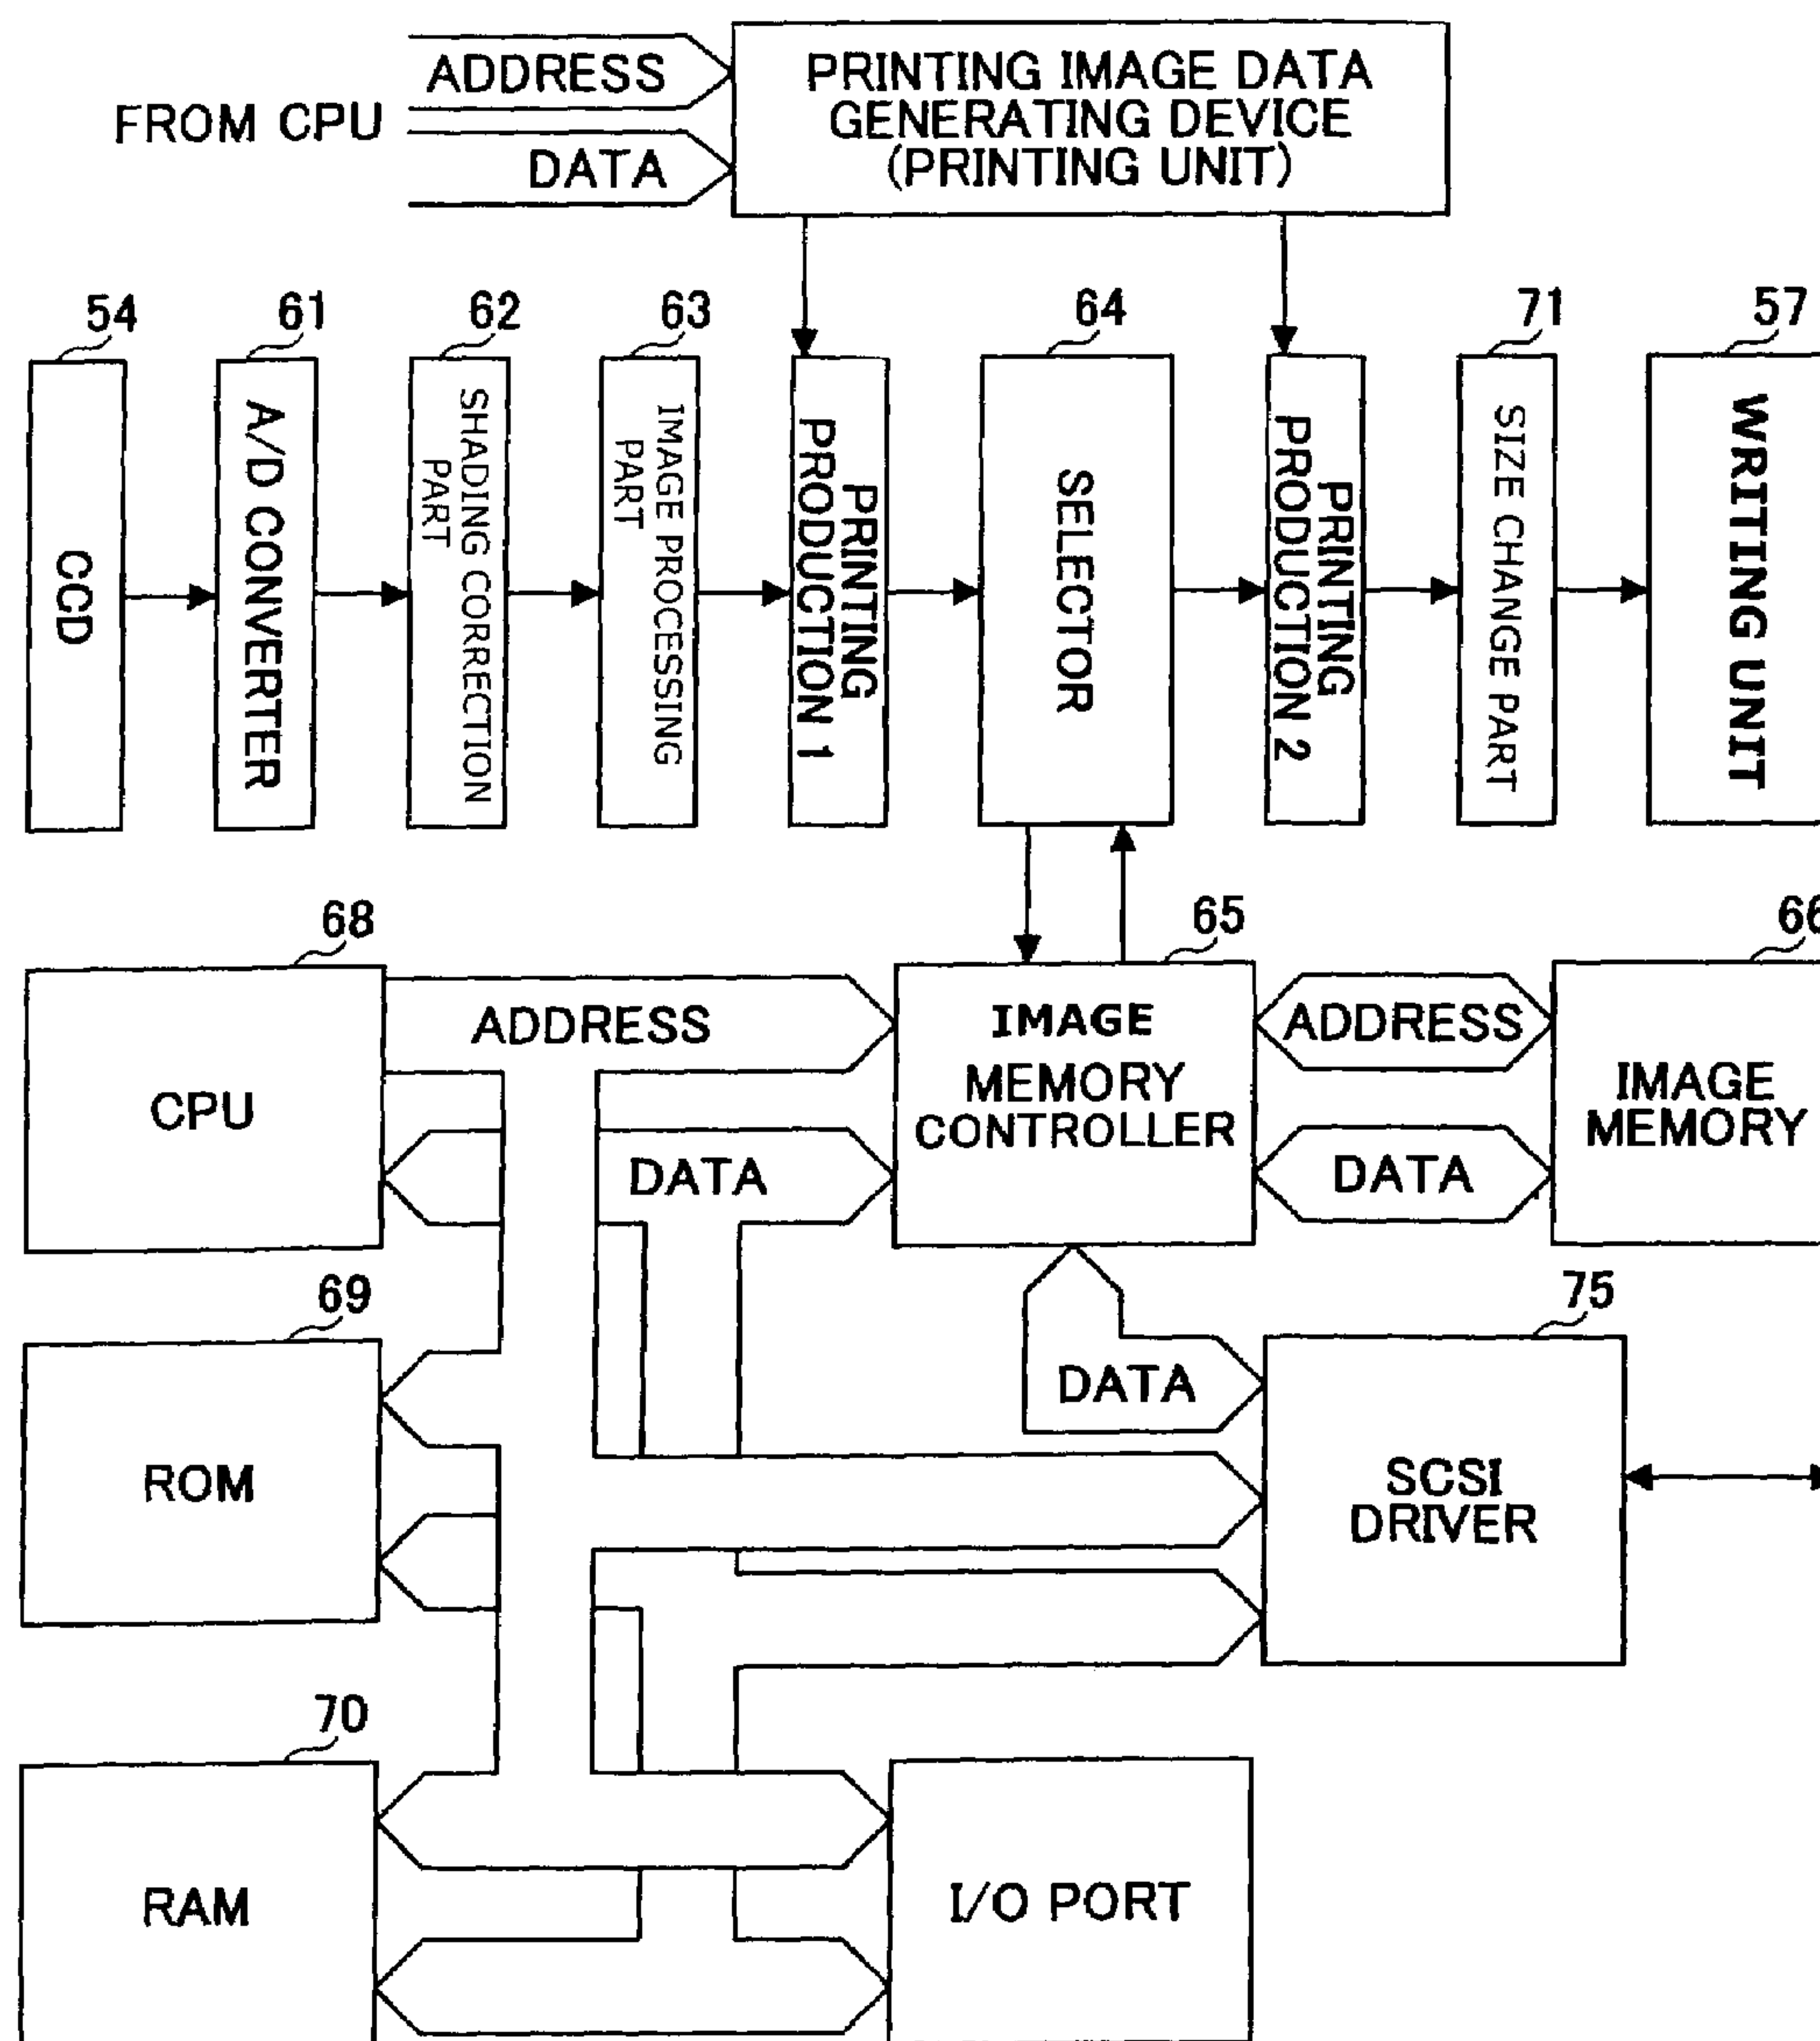 ADDRESS
FROM CPU
DATA
PRINTING IMAGE DATA
GENERATING DEVICE
(PRINTING UNIT)
54
61
62
63
64
71
57
CCD
A/D CONVERTER
SHADING CORRECTION
PART
IMAGE PROCESSING
PART
PRINTING
PRODUCTION 1
SELECTOR
PRINTING
PRODUCTION 2
SIZE CHANGE PART
WRITING UNIT
68
65
66
CPU
ADDRESS
DATA
IMAGE
MEMORY
CONTROLLER
ADDRESS
DATA
IMAGE
MEMORY
69
75
ROM
DATA
SCSI
DRIVER
70
RAM
I/O PORT